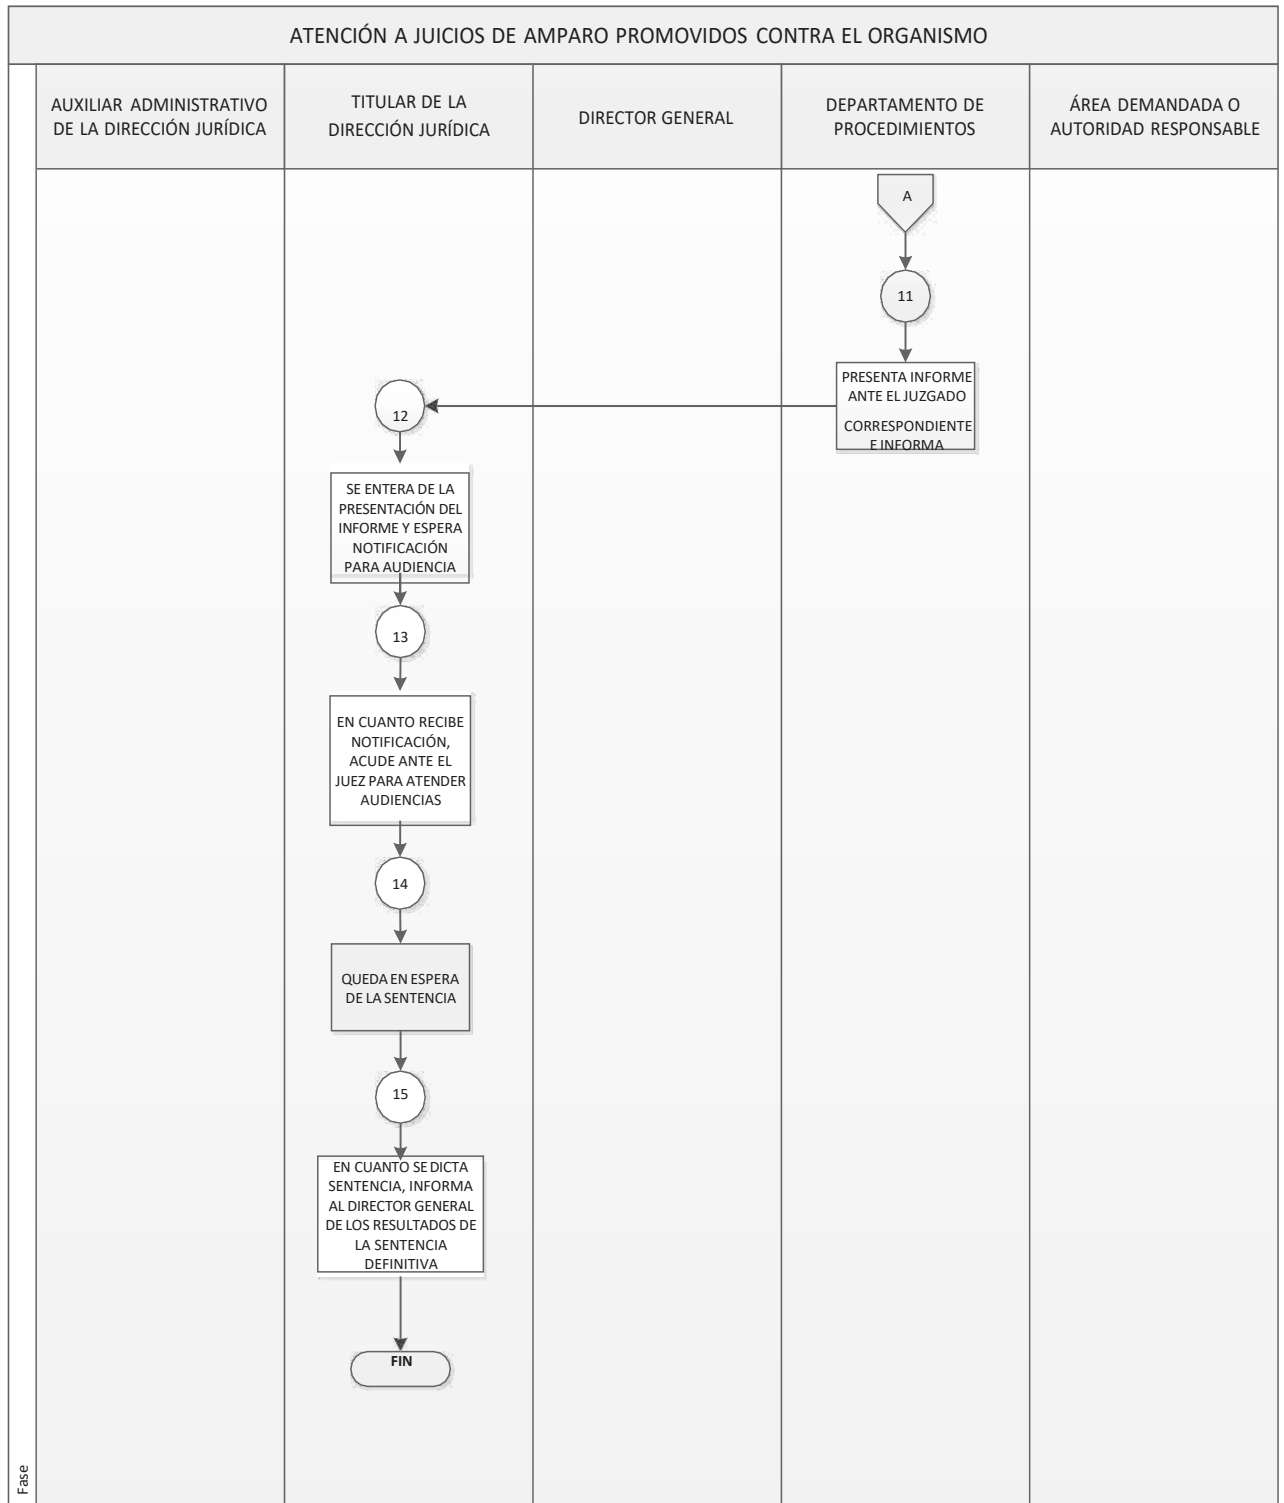 ATENCIÓN A JUICIOS DE AMPARO PROMOVIDOS CONTRA EL ORGANISMO
AUXILIAR ADMINISTRATIVO
DE LA DIRECCIÓN JURÍDICA
TITULAR DE LA
DIRECCIÓN JURÍDICA
DIRECTOR GENERAL
DEPARTAMENTO DE
PROCEDIMIENTOS
ÁREA DEMANDADA O
AUTORIDAD RESPONSABLE
A
11
PRESENTA INFORME
ANTE EL JUZGADO
CORRESPONDIENTE
E INFORMA
12
SE ENTERA DE LA
PRESENTACIÓN DEL
INFORME Y ESPERA
NOTIFICACIÓN
PARA AUDIENCIA
13
EN CUANTO RECIBE
NOTIFICACIÓN,
ACUDE ANTE EL
JUEZ PARA ATENDER
AUDIENCIAS
14
QUEDA EN ESPERA
DE LA SENTENCIA
15
EN CUANTO SE DICTA
SENTENCIA, INFORMA
AL DIRECTOR GENERAL
DE LOS RESULTADOS DE
LA SENTENCIA
DEFINITIVA
FIN
Fase